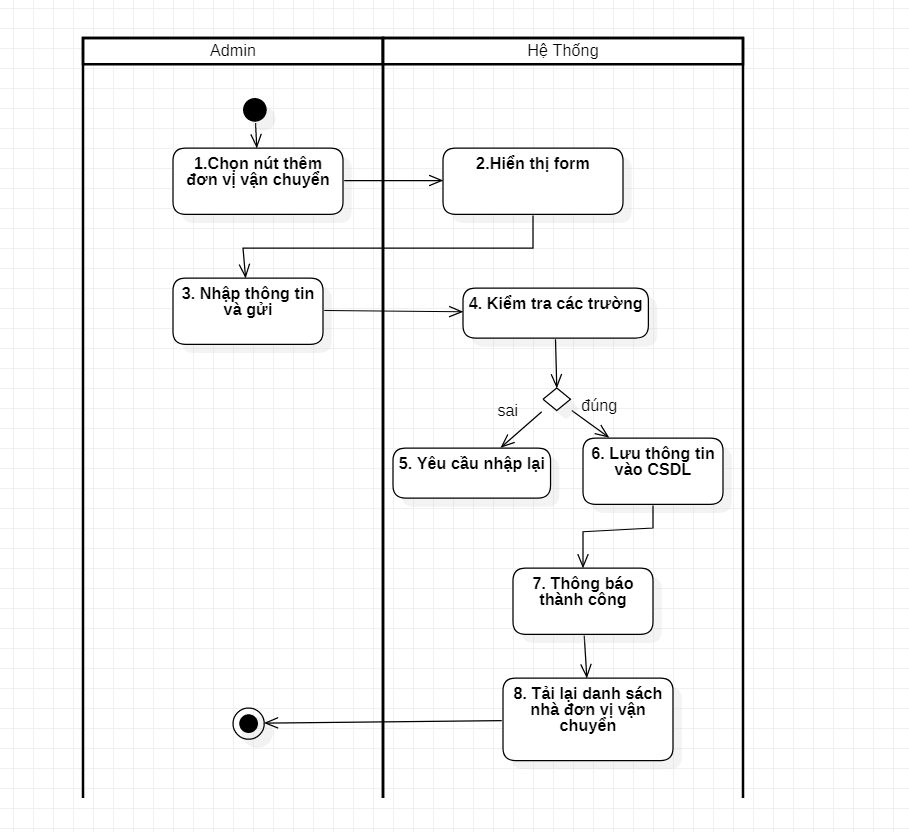 Admin
Hệ Thống
1.Chọn nút thêm
đơn vị vận chuyển
2.Hiển thị form
3. Nhập thông tin
và gửi
4. Kiểm tra các trường
sai
đúng
5. Yêu cầu nhập lại
6. Lưu thông tin
vào CSDL
7. Thông báo
thành công
8. Tải lại danh sách
nhà đơn vị vận
chuyển